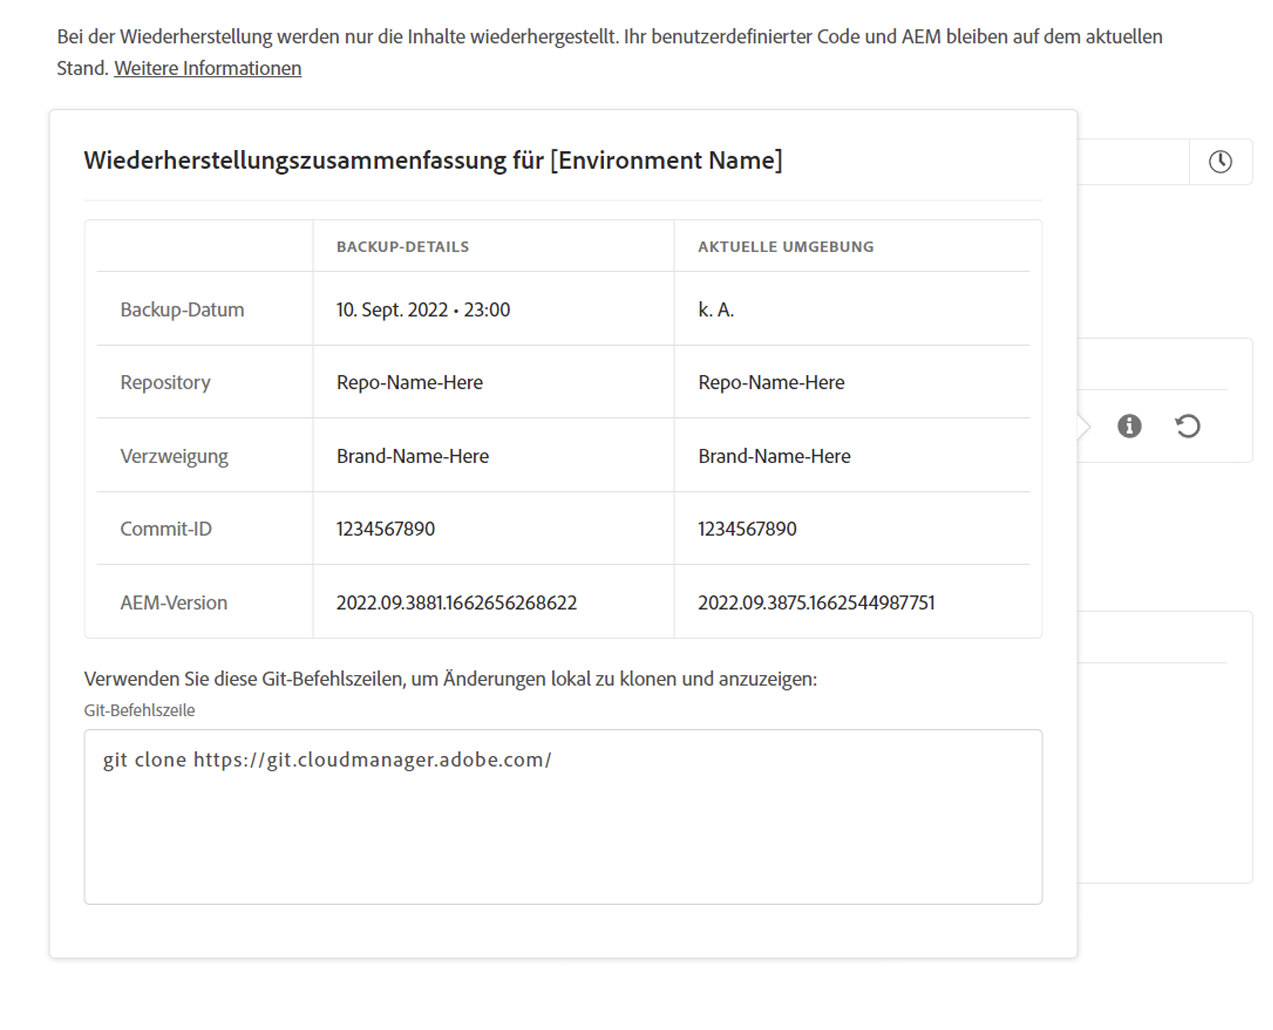 Bei der Wiederherstellung werden nur die Inhalte wiederhergestellt. Ihr benutzerdefinierter Code und AEM bleiben auf dem aktuellen
Stand. Weitere Informationen
Wiederherstellungszusammenfassung für [Environment Name]
BACKUP-DETAILS AKTUELLE UMGEBUNG
Backup-Datum 10. Sept. 2022 • 23:00 k. A.
Repository Repo-Name-Here Repo-Name-Here
Verzweigung Brand-Name-Here Brand-Name-Here
Commit-ID 1234567890 1234567890
AEM-Version 2022.09.3881.1662656268622 2022.09.3875.1662544987751
Verwenden Sie diese Git-Befehlszeilen, um Änderungen lokal zu klonen und anzuzeigen:
Git-Befehlszeile
git clone https://git.cloudmanager.adobe.com/